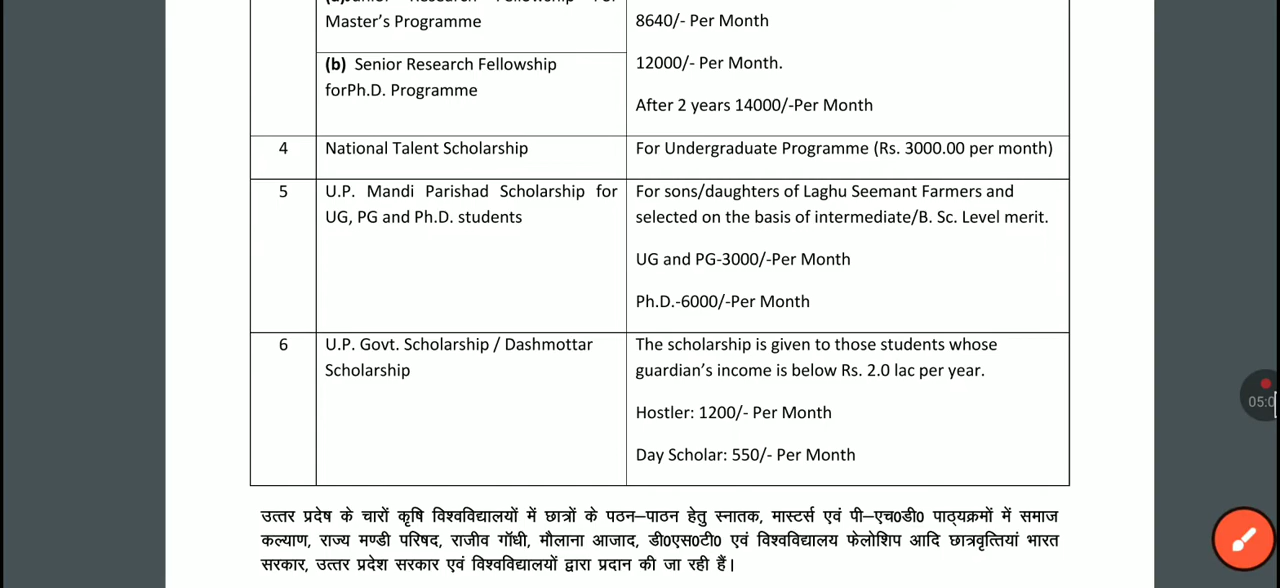 Master’s Programme
8640/- Per Month
(b) Senior Research Fellowship
forPh.D. Programme
12000/- Per Month.
After 2 years 14000/-Per Month
4
National Talent Scholarship
For Undergraduate Programme (Rs. 3000.00 per month)
5
U.P. Mandi Parishad Scholarship for
UG, PG and Ph.D. students
For sons/daughters of Laghu Seemant Farmers and
selected on the basis of intermediate/B. Sc. Level merit.
UG and PG-3000/-Per Month
Ph.D.-6000/-Per Month
6
U.P. Govt. Scholarship / Dashmottar
Scholarship
The scholarship is given to those students whose
guardian’s income is below Rs. 2.0 lac per year.
Hostler: 1200/- Per Month
Day Scholar: 550/- Per Month
05:0
उत्तर प्रदेष के चारों कृषि विश्वविद्यालयों में छात्रों के पठन–पाठन हेतु स्नातक, मास्टर्स एवं पी–एच0डी0 पाठ्यक्रमों में समाज
कल्याण, राज्य मण्डी परिषद, राजीव गॉधी, मौलाना आजाद, डी0एस0टी0 एवं विश्वविद्यालय फेलोशिप आदि छात्रवृत्तियां भारत
सरकार, उत्तर प्रदेश सरकार एवं विश्वविद्यालयों द्वारा प्रदान की जा रही हैं।